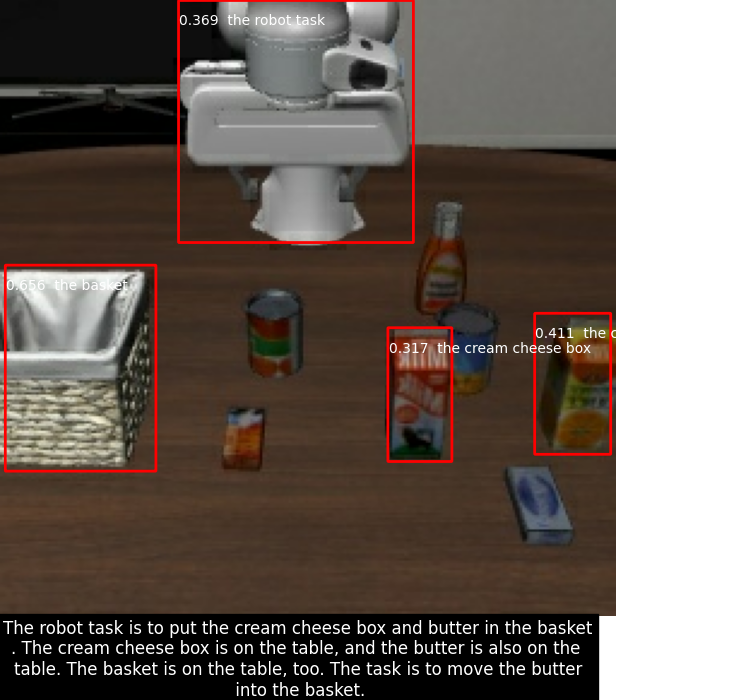 0.369 the robot task
0.656 the basket
0.411 the c
0.317 the cream cheese box
Milk
The robot task is to put the cream cheese box and butter in the basket
. The cream cheese box is on the table, and the butter is also on the
table. The basket is on the table, too. The task is to move the butter
into the basket.